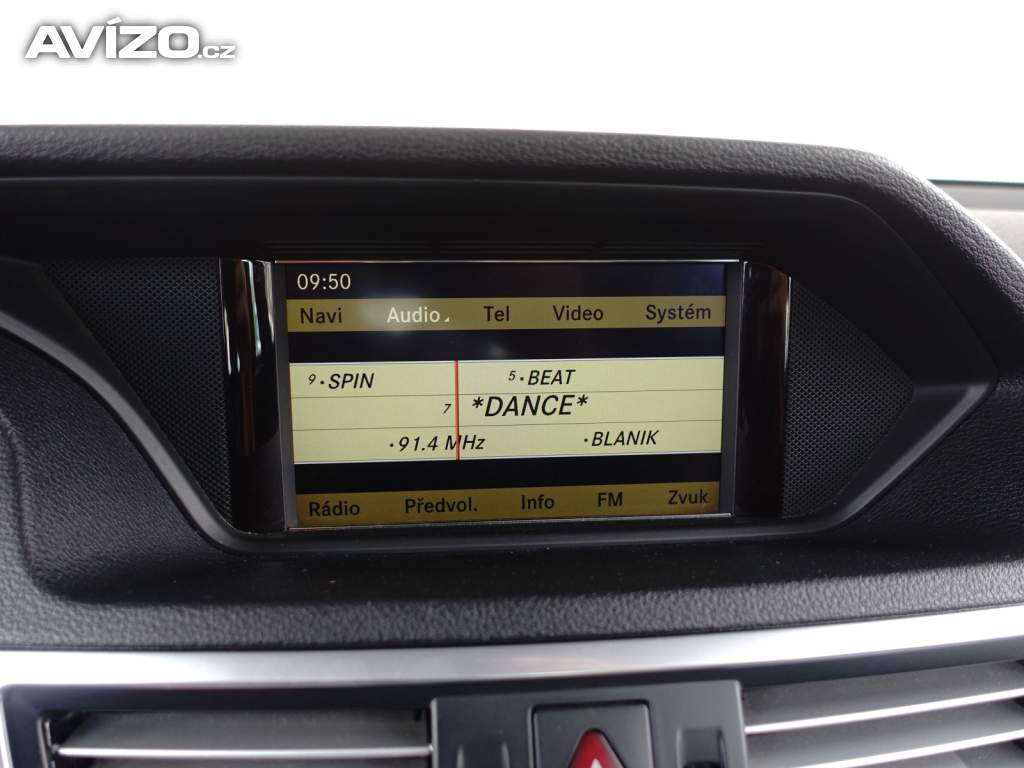 AVÍZO.cz
09:50
Navi Audio Tel Video Systém
9 · SPIN 5 · BEAT
7 *DANCE*
· 91.4 MHz · BLANIK
Rádio Předvol. Info FM Zvuk